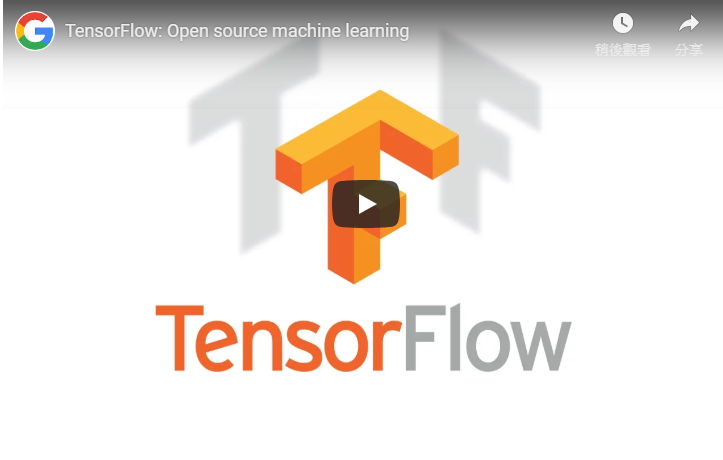 TensorFlow: Open source machine learning
稍後觀看
分享
TensorFlow